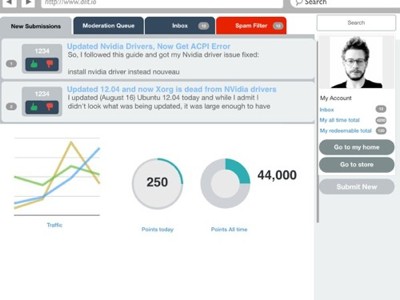 http://www.dlt.io
Search
New Submissions
Moderation Queue
Inbox
Spam Filter
Search
1234
Updated Nvidia Drivers, Now Get ACPI Error
So, I followed this guide and got my Nvidia driver issue fixed:
install nvidia driver instead nouveau
1
1234
Updated 12.04 and now Xorg is dead from NVidia drivers
I updated (August 16) Ubuntu 12.04 today and while I admit I
didn't look what was being updated, it was large enough to have
2
My Account
Inbox
My all time total
My redeemable total
Go to my home
Go to store
Submit New
250
44,000
Traffic
Points today
Points All time